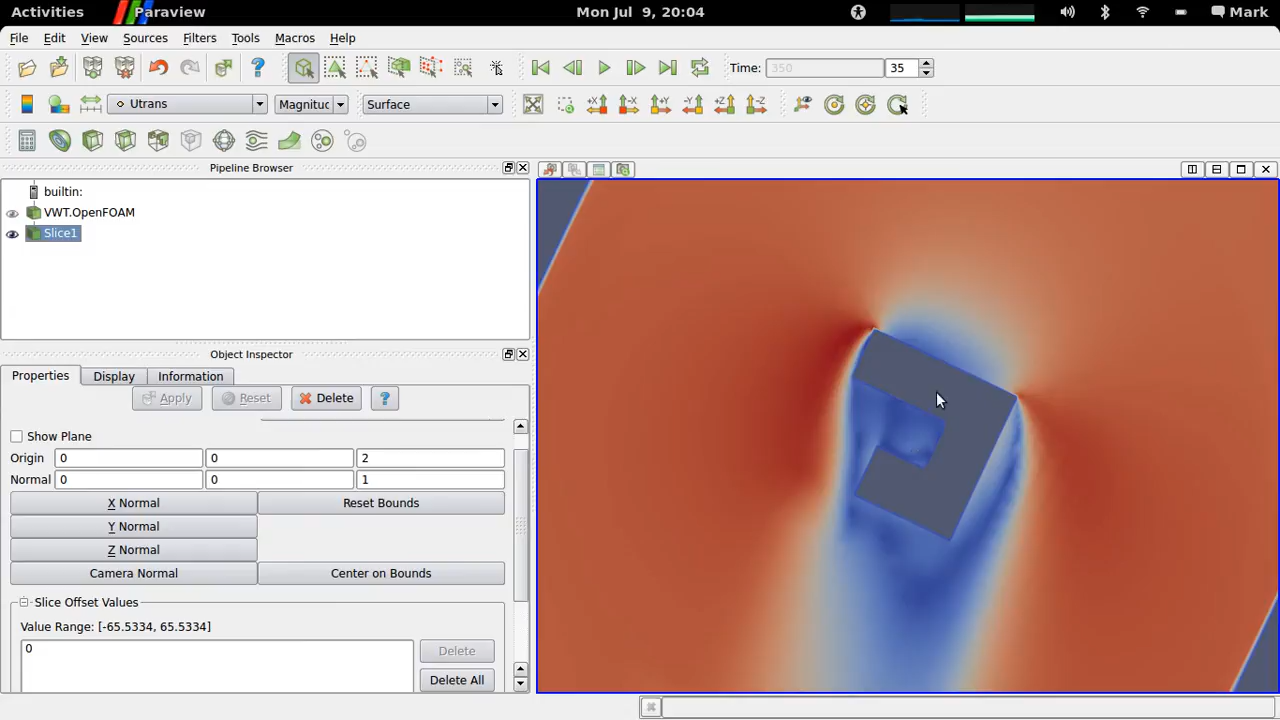 Activities Paraview Mon Jul 9, 20:04 Mark
File Edit View Sources Filters Tools Macros Help
Time: 350 35
Utrans Magnituc Surface
+X -X +Y -Y +Z -Z
Pipeline Browser
builtin:
VWT.OpenFOAM
Slice1
Object Inspector
Properties Display Information
Apply Reset Delete ?
Show Plane
Origin 0 0 2
Normal 0 0 1
X Normal Reset Bounds
Y Normal
Z Normal
Camera Normal Center on Bounds
Slice Offset Values
Value Range: [-65.5334, 65.5334]
0
Delete
Delete All